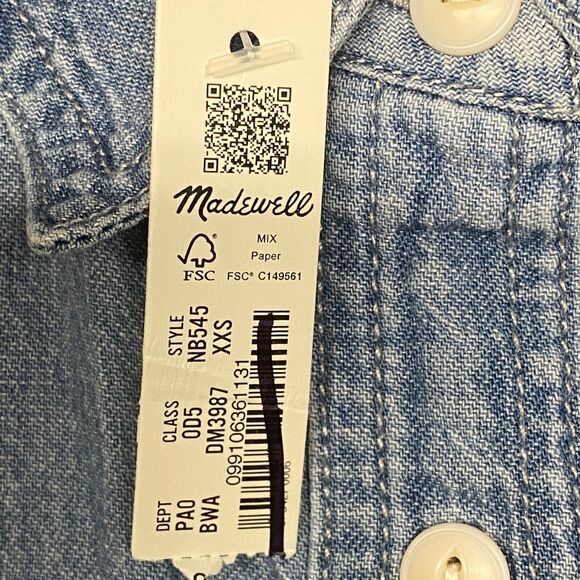 Madewell
MIX
Paper
FSC
FSC® C149561
DEPT CLASS STYLE
PA0 0D5 NB545
BWA DM3987 XXS
099106361131